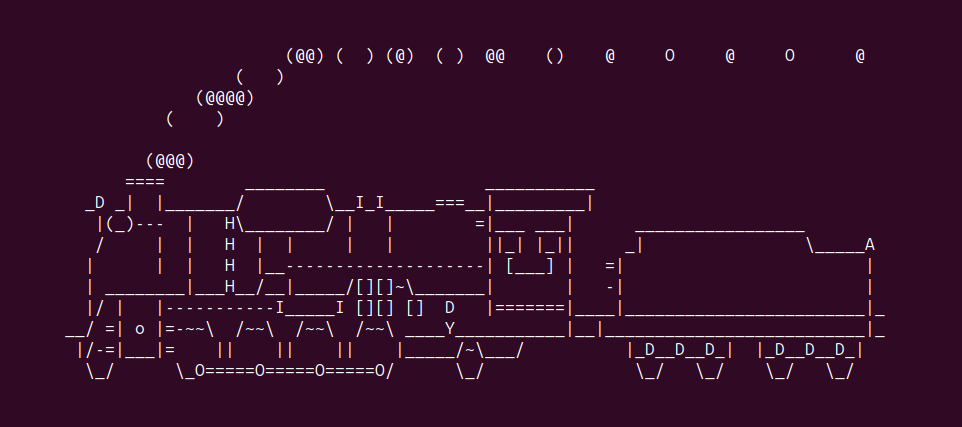 (@@) (  ) (@)  ( )  @@    ()    @     O     @     O      @
                 (   )
             (@@@@)
          (    )

        (@@@)
      ====        ________                ___________
  _D _|  |_______/        \__I_I_____===__|_________|
   |(_)---  |   H\________/ |   |        =|___ ___|      _________________
   /     |  |   H  |  |     |   |         ||_| |_||     _|                \_____A
  |      |  |   H  |__--------------------| [___] |   =|                        |
  | ________|___H__/__|_____/[][]~\_______|       |   -|                        |
  |/ |   |-----------I_____I [][] []  D   |=======|____|________________________|_
__/ =| o |=-~~\  /~~\  /~~\  /~~\ ____Y___________|__|__________________________|_
 |/-=|___|=    ||    ||    ||    |_____/~\___/          |_D__D__D_|  |_D__D__D_|
  \_/      \_O=====O=====O=====O/      \_/               \_/   \_/    \_/   \_/